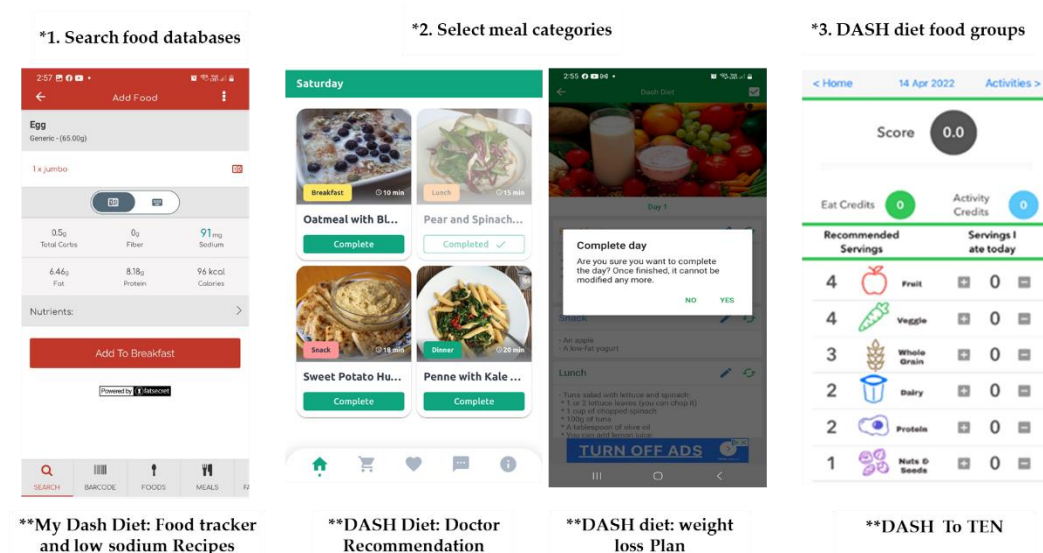 *1. Search food databases
*2. Select meal categories
*3. DASH diet food groups
2:57
Add Food
Egg
Generic - (65.00g)
1 x jumbo
0.5g
0g
91mg
Total Carbs
Fiber
Sodium
6.46g
8.18g
96 kcal
Fat
Protein
Calories
Nutrients:
Add To Breakfast
Powered by fatsecret
SEARCH
BARCODE
FOODS
MEALS
Saturday
Breakfast
10 min
Lunch
15 min
Oatmeal with Bl...
Pear and Spinach...
Complete
Completed ✓
Snack
18 min
Dinner
20 min
Sweet Potato Hu...
Penne with Kale ...
Complete
Complete
2:55
Dash Diet
Day 1
Complete day
Are you sure you want to complete
the day? Once finished, it cannot be
modified any more.
NO
YES
Snack
- An apple
- A low-fat yogurt
Lunch
- Tuna salad with lettuce and spinach:
* 1 or 2 lettuce leaves (you can chop it)
* 1 cup of chopped spinach
* 100g of tuna
* A tablespoon of olive oil
* You can add lemon juice
TURN OFF ADS
< Home
14 Apr 2022
Activities >
Score
0.0
Eat Credits
0
Activity
Credits
0
Recommended
Servings
Servings I
ate today
4 Fruit + 0 -
4 Veggie + 0 -
3 Whole
Grain + 0 -
2 Dairy + 0 -
2 Protein + 0 -
1 Nuts &
Seeds + 0 -
**My Dash Diet: Food tracker
and low sodium Recipes
**DASH Diet: Doctor
Recommendation
**DASH diet: weight
loss Plan
**DASH To TEN